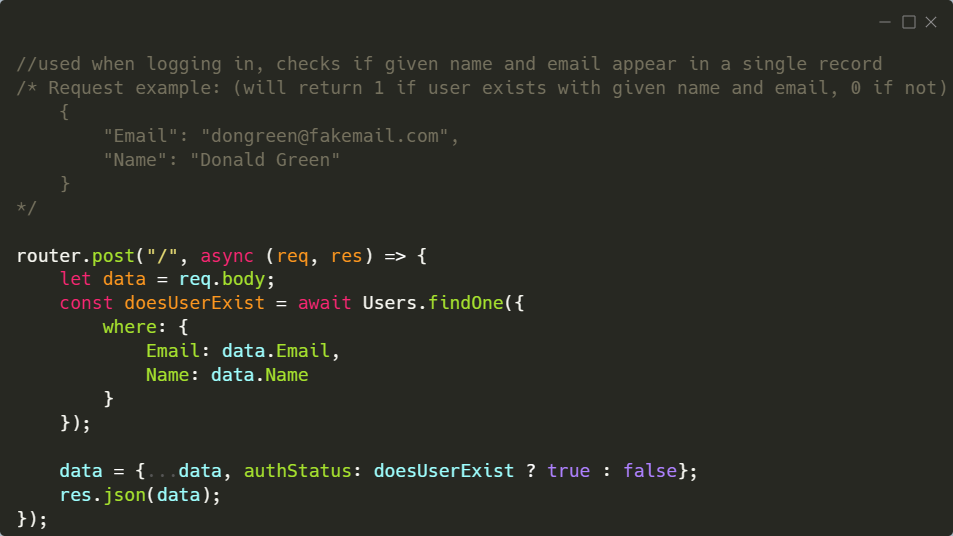 //used when logging in, checks if given name and email appear in a single record
/* Request example: (will return 1 if user exists with given name and email, 0 if not)
    {
        "Email": "dongreen@fakemail.com",
        "Name": "Donald Green"
    }
*/

router.post("/", async (req, res) => {
    let data = req.body;
    const doesUserExist = await Users.findOne({
        where: {
            Email: data.Email,
            Name: data.Name
        }
    });

    data = {...data, authStatus: doesUserExist ? true : false};
    res.json(data);
});